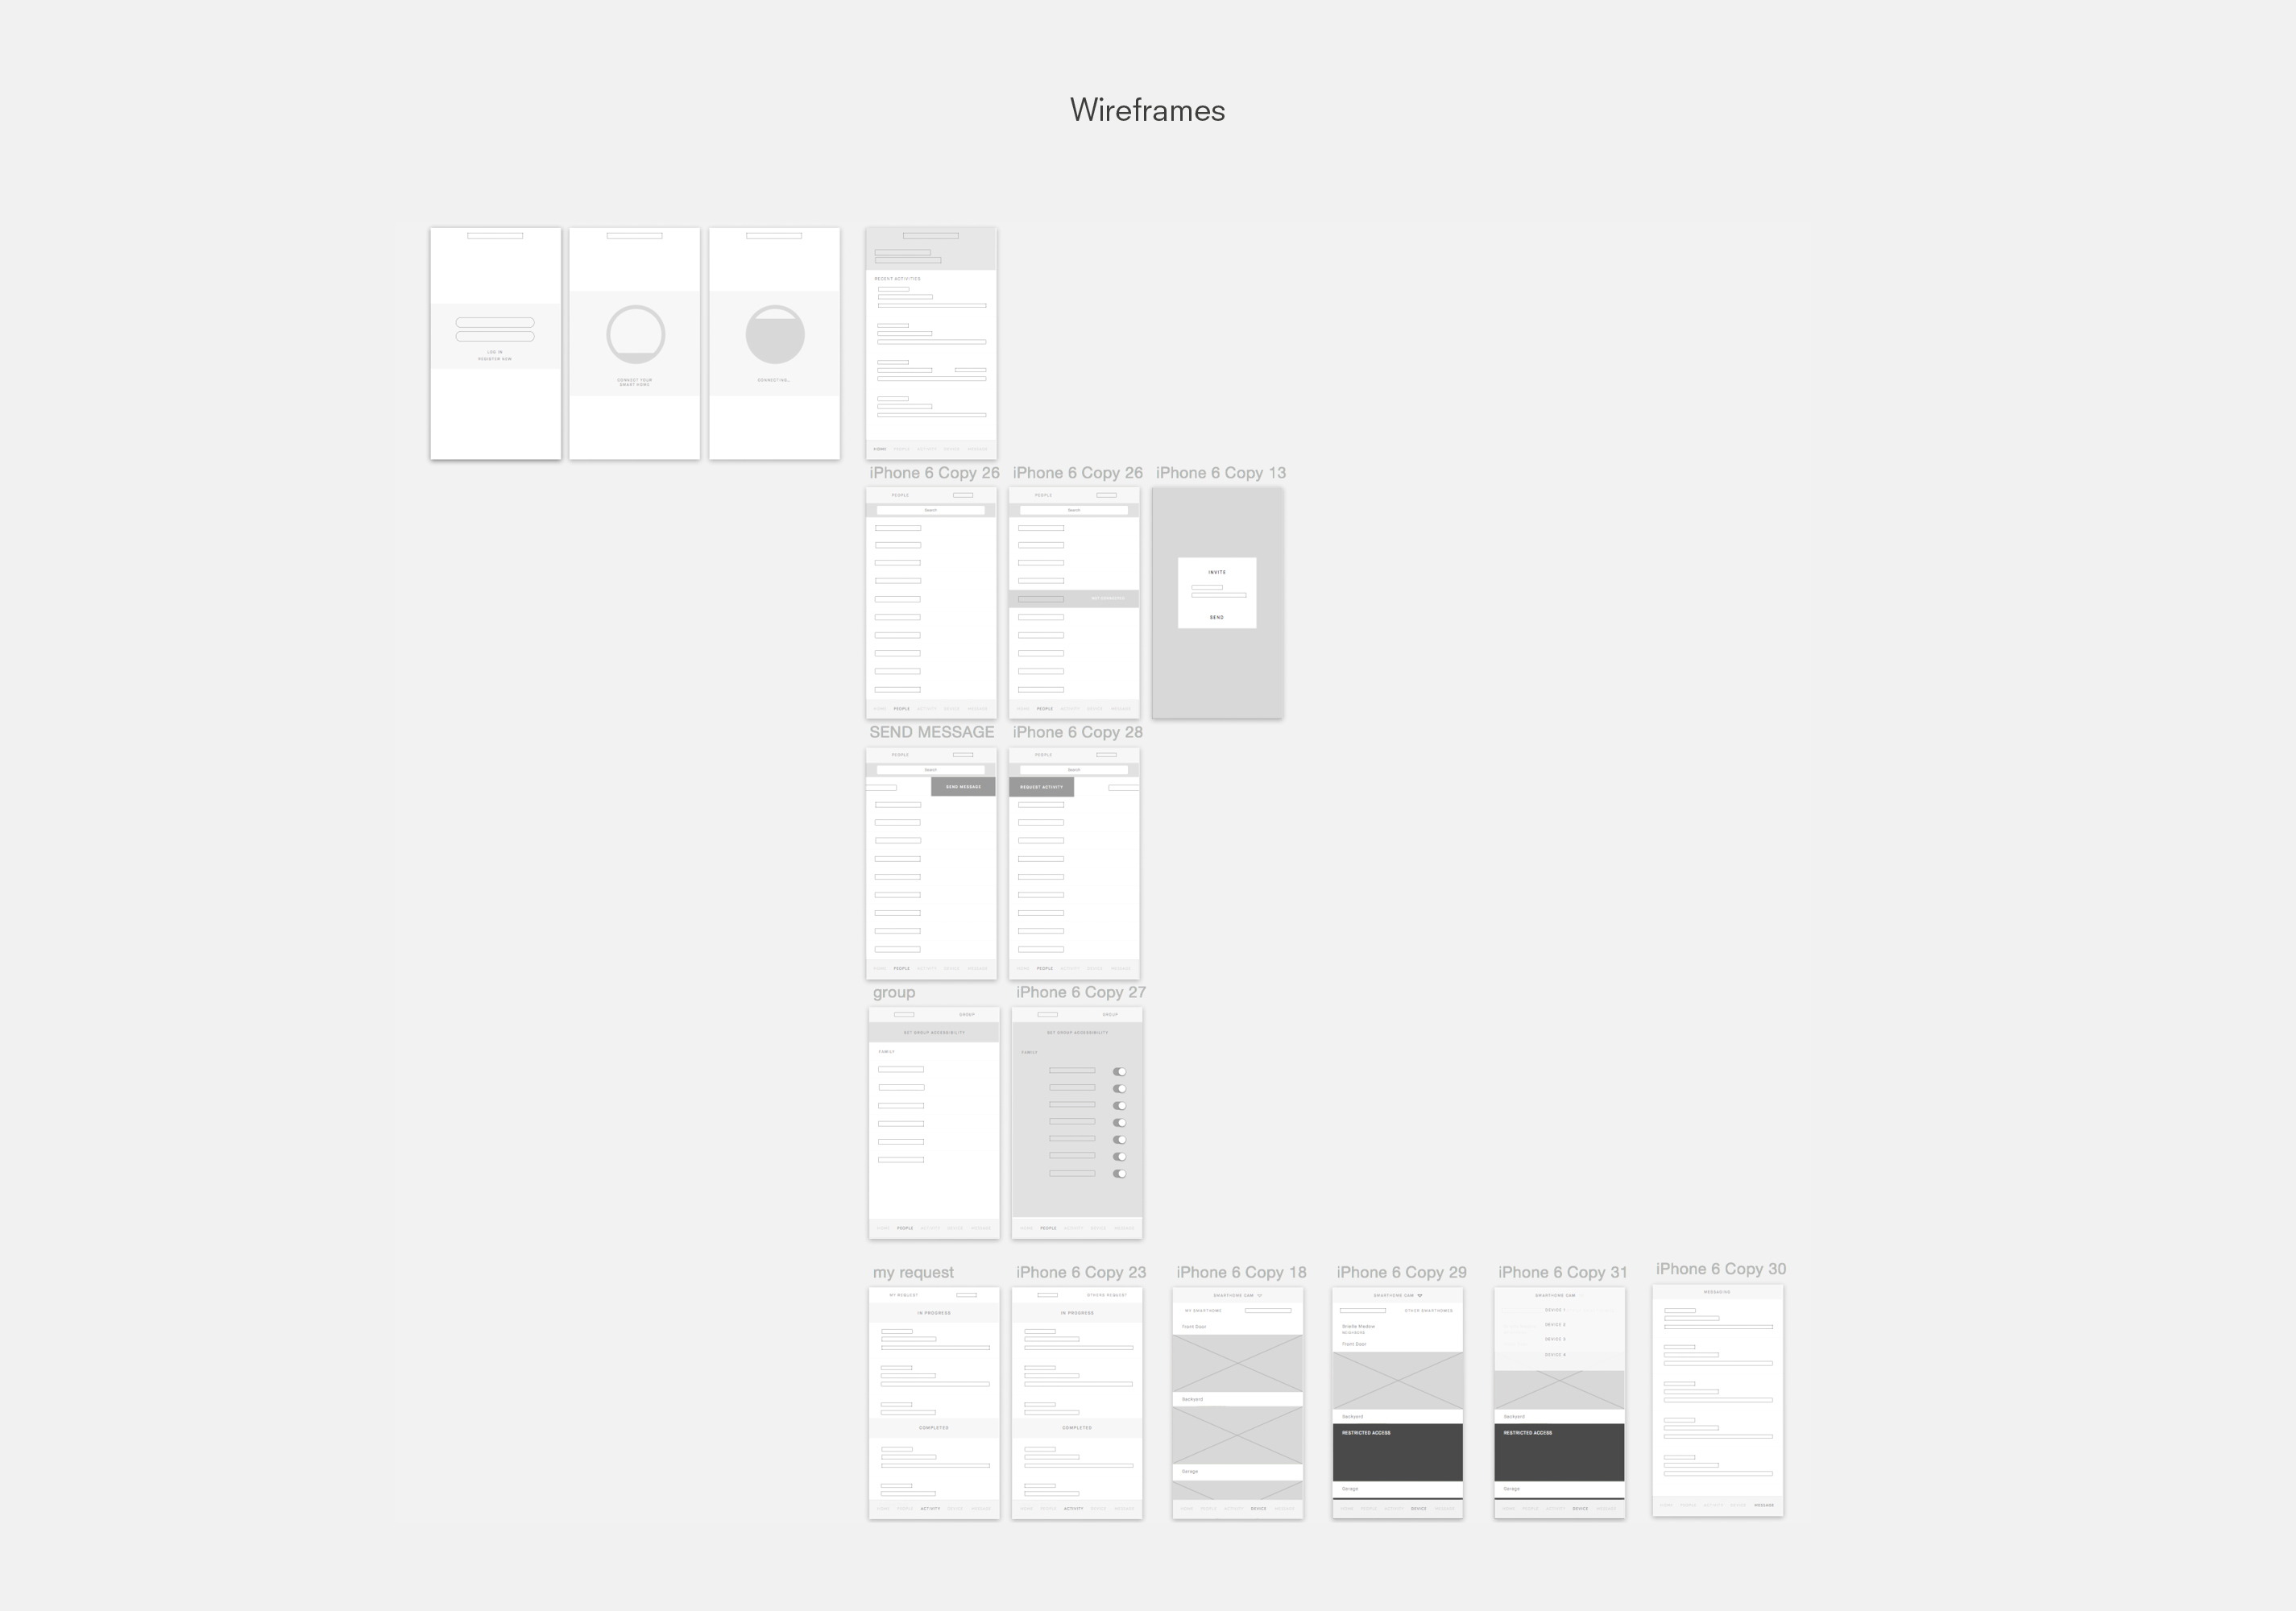 Wireframes
LOG IN
REGISTER NOW
CONNECT YOUR
SMART HOME
CONNECTING...
RECENT ACTIVITIES
HOME PEOPLE ACTIVITY DEVICE MESSAGE
iPhone 6 Copy 26
iPhone 6 Copy 26
iPhone 6 Copy 13
PEOPLE
Search
HOME PEOPLE ACTIVITY DEVICE MESSAGE
PEOPLE
Search
HOME PEOPLE ACTIVITY DEVICE MESSAGE
INVITE
SEND
SEND MESSAGE
iPhone 6 Copy 28
PEOPLE
Search
SEND MESSAGE
HOME PEOPLE ACTIVITY DEVICE MESSAGE
PEOPLE
Search
REQUEST ACTIVITY
HOME PEOPLE ACTIVITY DEVICE MESSAGE
group
iPhone 6 Copy 27
GROUP
SET GROUP ACCESSIBILITY
FAMILY
HOME PEOPLE ACTIVITY DEVICE MESSAGE
GROUP
SET GROUP ACCESSIBILITY
FAMILY
HOME PEOPLE ACTIVITY DEVICE MESSAGE
my request
iPhone 6 Copy 23
iPhone 6 Copy 18
iPhone 6 Copy 29
iPhone 6 Copy 31
iPhone 6 Copy 30
MY REQUEST
IN PROGRESS
COMPLETED
HOME PEOPLE ACTIVITY DEVICE MESSAGE
OTHERS REQUEST
IN PROGRESS
COMPLETED
HOME PEOPLE ACTIVITY DEVICE MESSAGE
SMARTHOME CAM
MY SMARTHOME
Front Door
Backyard
Garage
HOME PEOPLE ACTIVITY DEVICE MESSAGE
SMARTHOME CAM
OTHER SMARTHOMES
Front Door
Backyard
RESTRICTED ACCESS
Garage
HOME PEOPLE ACTIVITY DEVICE MESSAGE
SMARTHOME CAM
DEVICE 1
DEVICE 2
DEVICE 3
DEVICE 4
Backyard
RESTRICTED ACCESS
Garage
HOME PEOPLE ACTIVITY DEVICE MESSAGE
MESSAGING
HOME PEOPLE ACTIVITY DEVICE MESSAGE